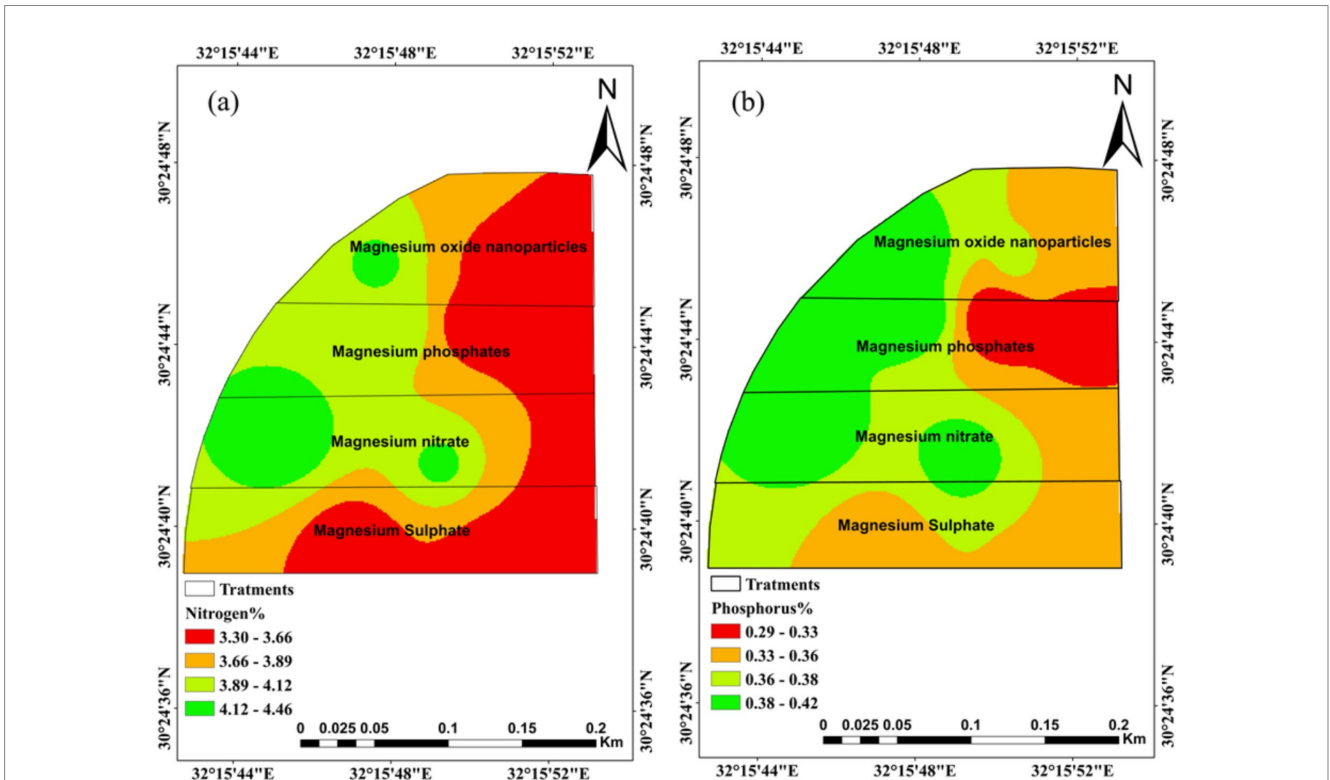 32°15'44"E 32°15'48"E 32°15'52"E
(a)
N
30°24'48"N 30°24'48"N
Magnesium oxide nanoparticles
30°24'44"N 30°24'44"N
Magnesium phosphates
Magnesium nitrate
30°24'40"N 30°24'40"N
Magnesium Sulphate
Tratments
Nitrogen%
3.30 - 3.66
3.66 - 3.89
3.89 - 4.12
4.12 - 4.46
30°24'36"N 30°24'36"N
0 0.025 0.05 0.1 0.15 0.2
Km
32°15'44"E 32°15'48"E 32°15'52"E
32°15'44"E 32°15'48"E 32°15'52"E
(b)
N
30°24'48"N 30°24'48"N
Magnesium oxide nanoparticles
30°24'44"N 30°24'44"N
Magnesium phosphates
Magnesium nitrate
30°24'40"N 30°24'40"N
Magnesium Sulphate
Tratments
Phosphorus%
0.29 - 0.33
0.33 - 0.36
0.36 - 0.38
0.38 - 0.42
30°24'36"N 30°24'36"N
0 0.025 0.05 0.1 0.15 0.2
Km
32°15'44"E 32°15'48"E 32°15'52"E